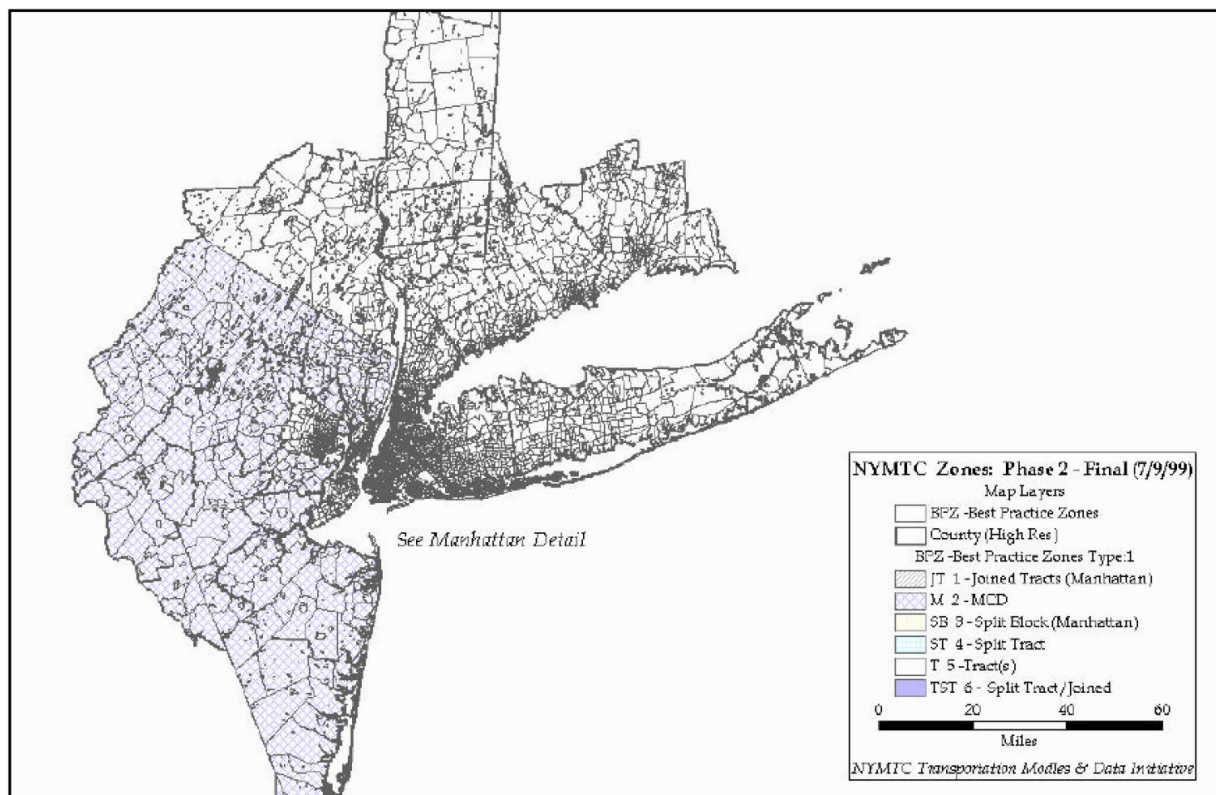 See Manhattan Detail
NYMTC Zones: Phase 2 - Final (7/9/99)
Map Layers
BPZ -Best Practice Zones
County (High Res)
BPZ -Best Practice Zones Type:1
JT 1 - Joined Tracts (Manhattan)
M 2 - MCD
SB 3 - Split Block (Manhattan)
ST 4 - Split Tract
T 5 -Tract(s)
TST 6 - Split Tract/Joined
0 20 40 60
Miles
NYMTC Transportation Modles & Data Initiative